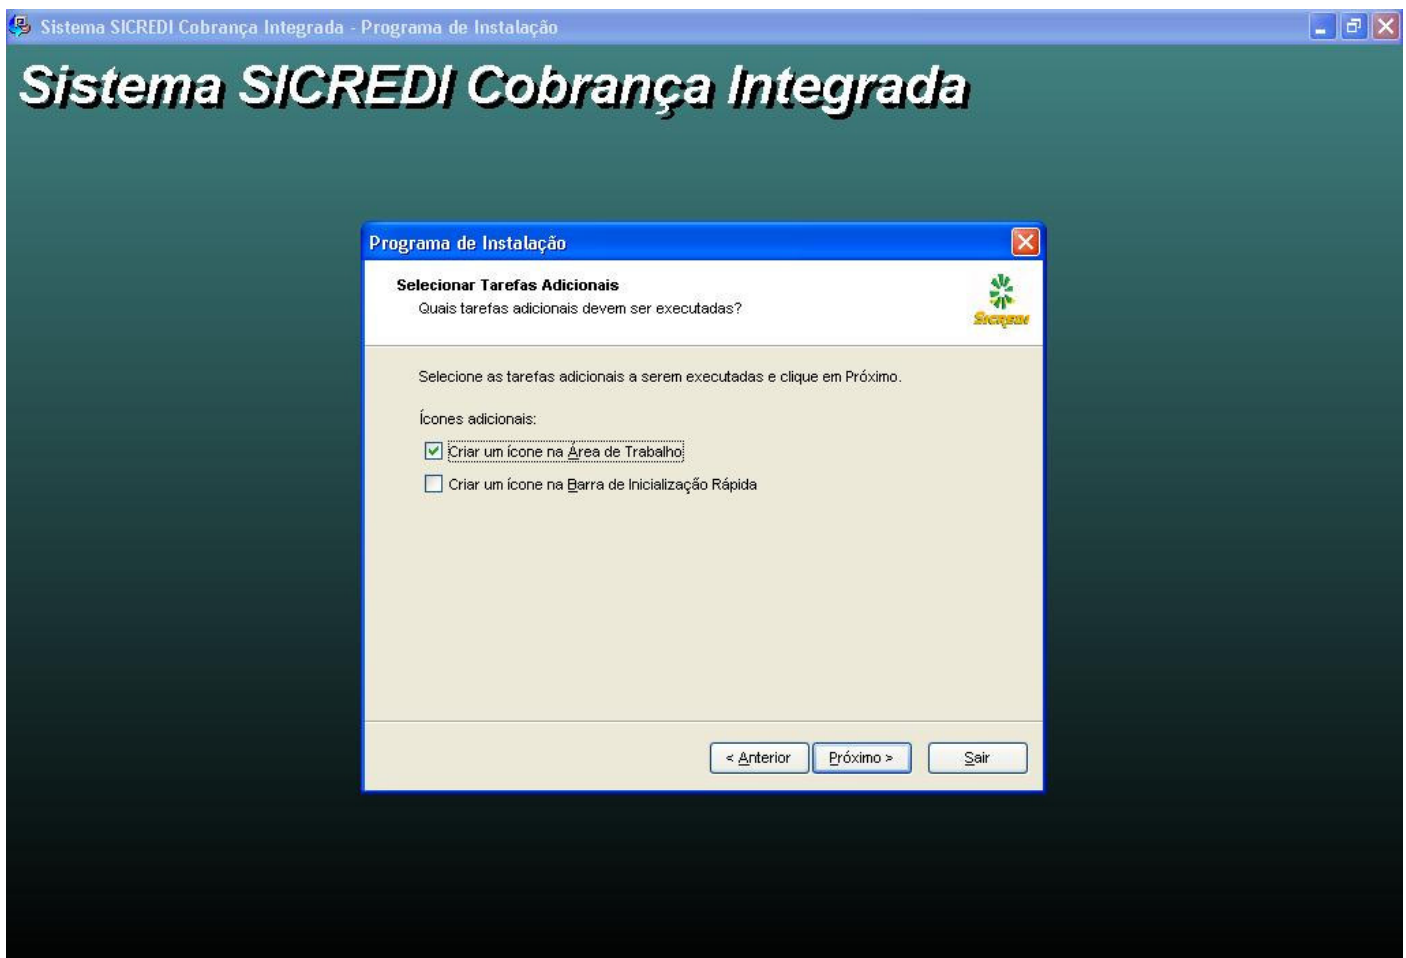 Sistema SICREDI Cobrança Integrada - Programa de Instalação
Sistema SICREDI Cobrança Integrada
Programa de Instalação
Selecionar Tarefas Adicionais
Quais tarefas adicionais devem ser executadas?
SICREDI
Selecione as tarefas adicionais a serem executadas e clique em Próximo.
Ícones adicionais:
Criar um ícone na Área de Trabalho
Criar um ícone na Barra de Inicialização Rápida
< Anterior
Próximo >
Sair